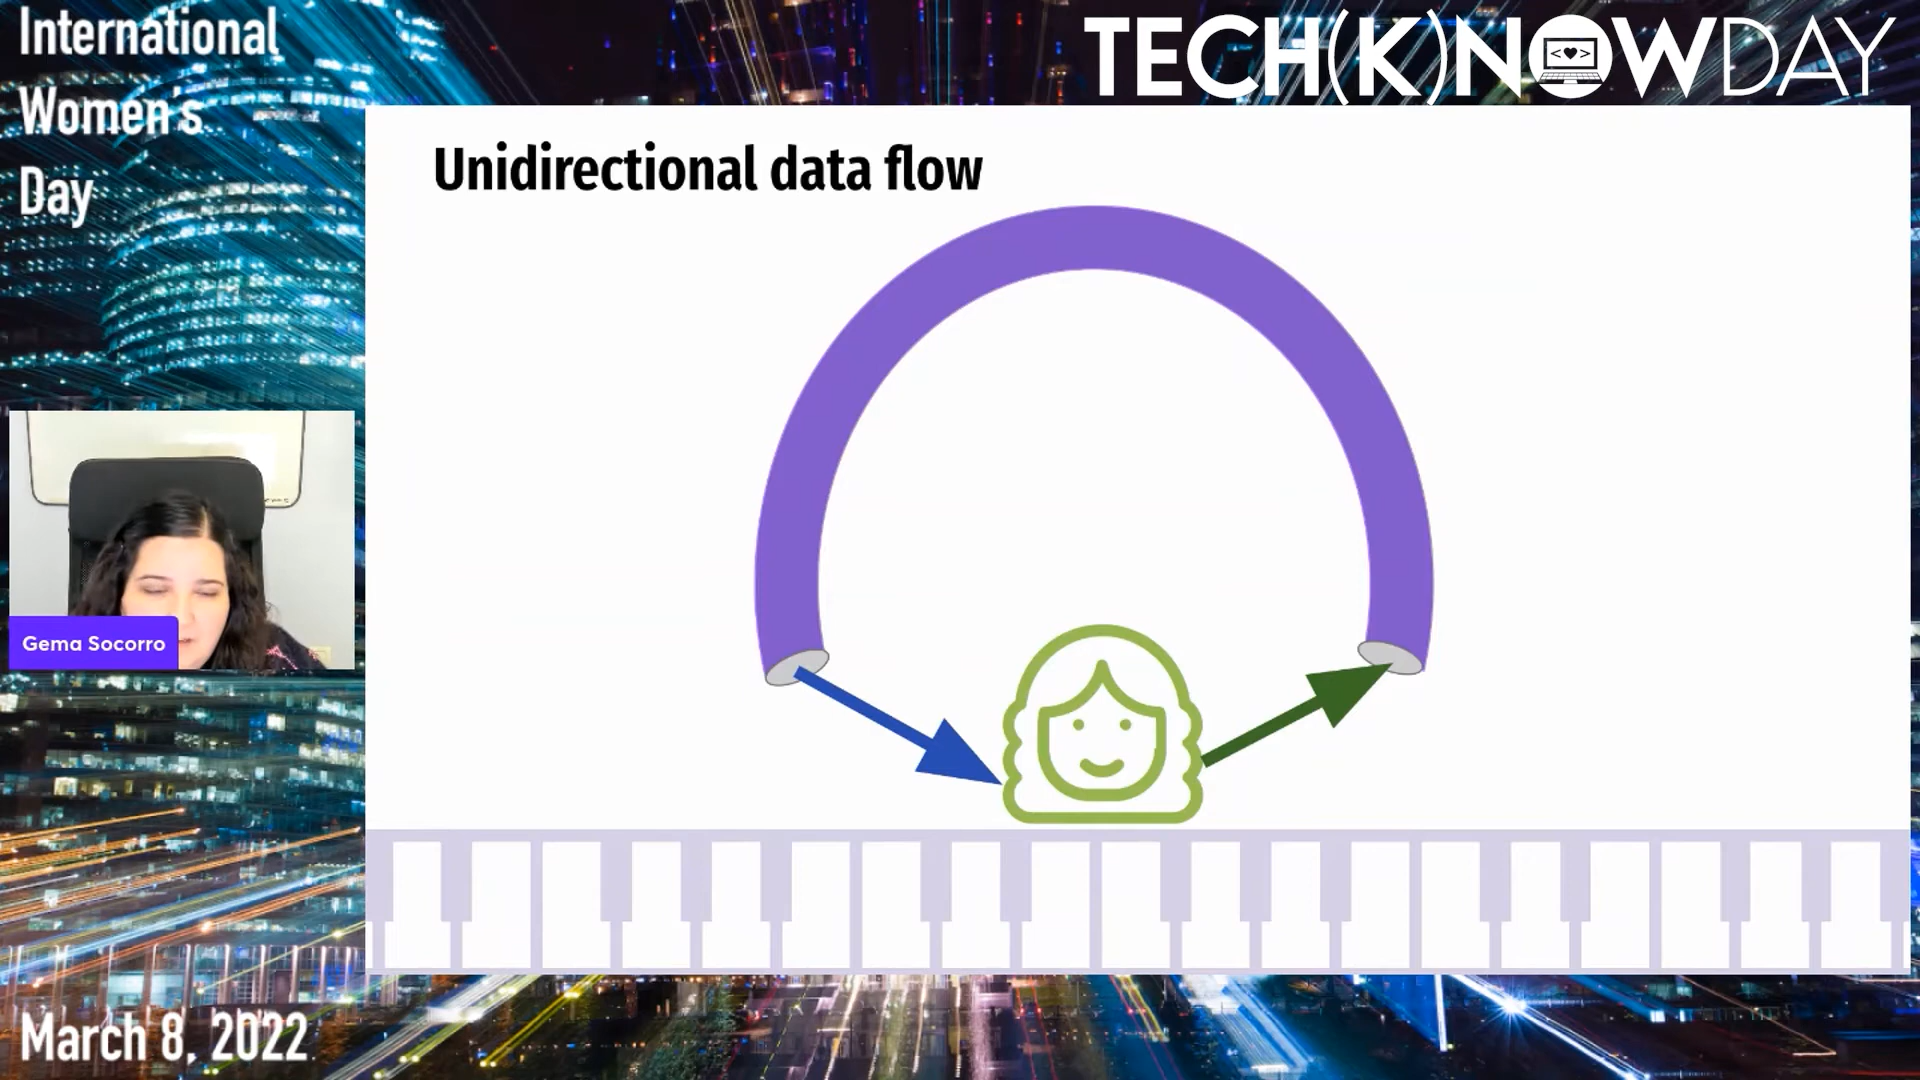 International
Women's
Day
TECH(K)NOWDAY
<♥>
Unidirectional data flow
Gema Socorro
March 8, 2022